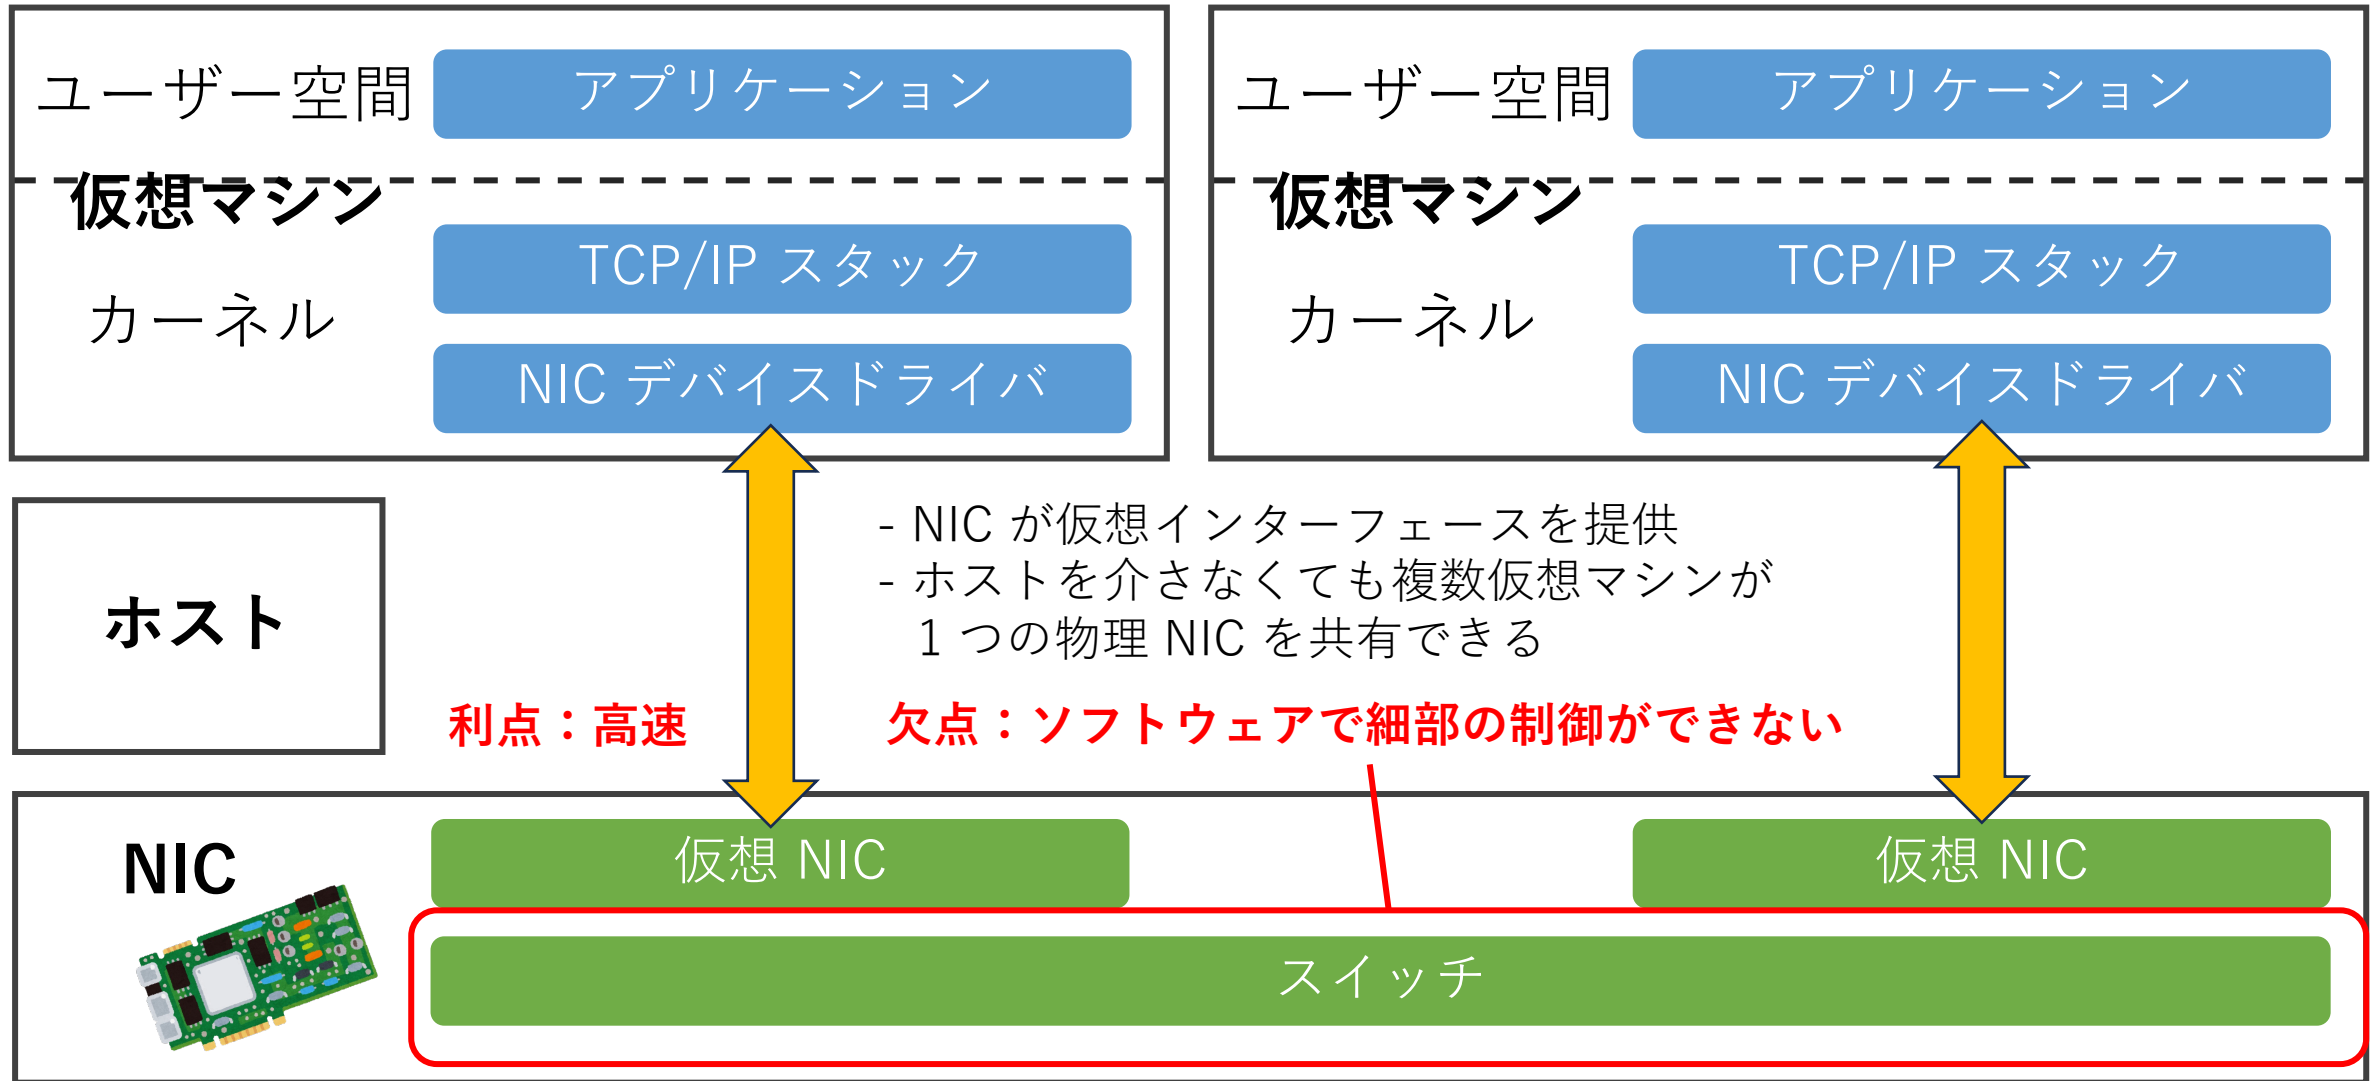 ユーザー空間
アプリケーション
仮想マシン
TCP/IP スタック
カーネル
NIC デバイスドライバ
ユーザー空間
アプリケーション
仮想マシン
TCP/IP スタック
カーネル
NIC デバイスドライバ
ホスト
- NIC が仮想インターフェースを提供
- ホストを介さなくても複数仮想マシンが
1 つの物理 NIC を共有できる
利点：高速
欠点：ソフトウェアで細部の制御ができない
NIC
仮想 NIC
仮想 NIC
スイッチ